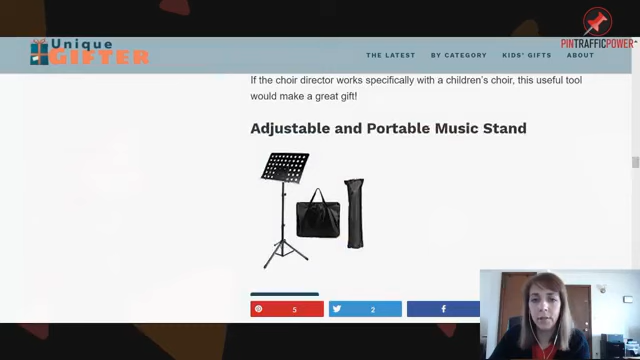 Unique
GIFTER
PINTRAFFICPOWER
THE LATEST BY CATEGORY KID'S GIFTS ABOUT
If the choir director works specifically with a children's choir, this useful tool
would make a great gift!
Adjustable and Portable Music Stand
5
2
f